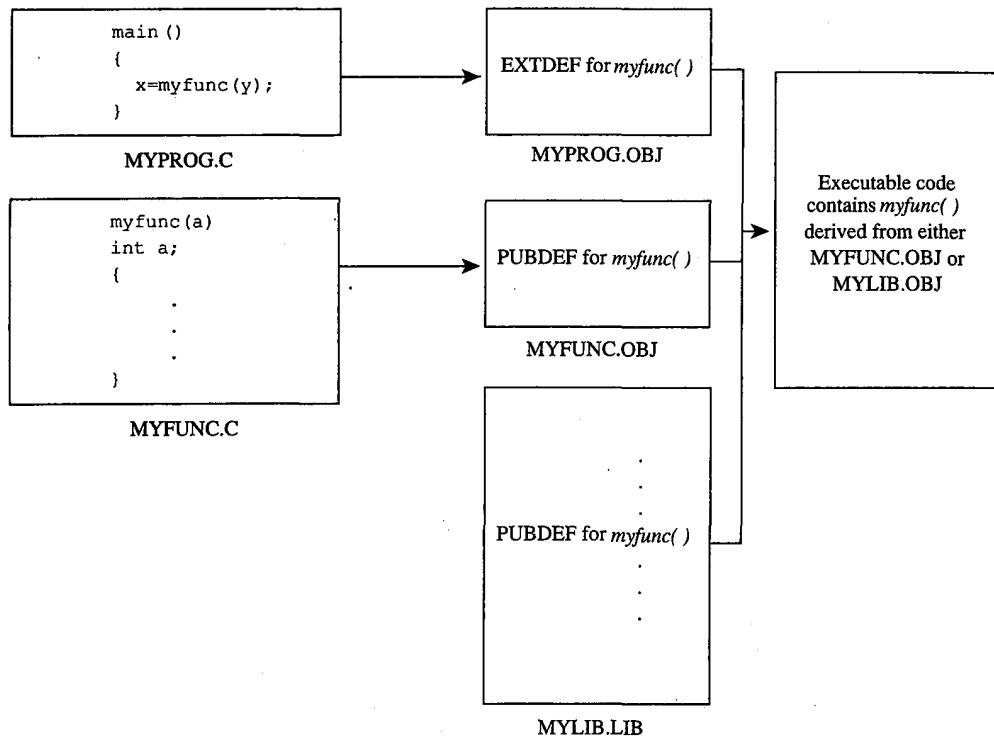 main ()
{
x=myfunc(y);
}
MYPROG.C
EXTDEF for myfunc( )
MYPROG.OBJ
myfunc(a)
int a;
{
.
.
.
}
MYFUNC.C
PUBDEF for myfunc( )
MYFUNC.OBJ
.
.
.
PUBDEF for myfunc( )
.
.
.
MYLIB.LIB
Executable code
contains myfunc( )
derived from either
MYFUNC.OBJ or
MYLIB.OBJ